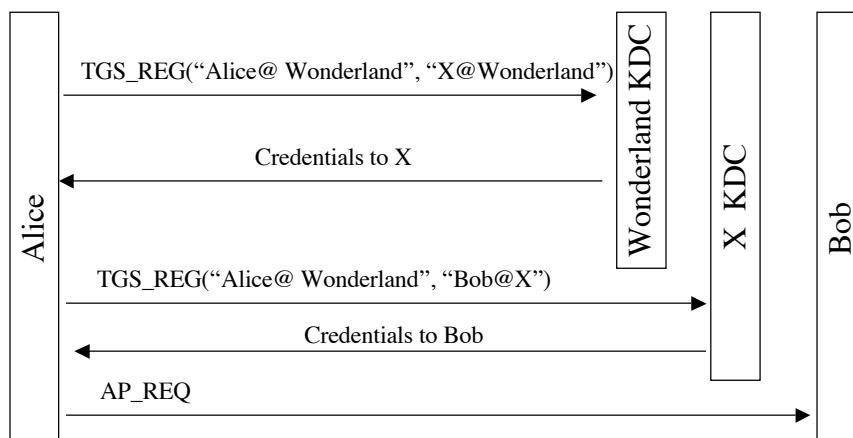 TGS_REG(“Alice@ Wonderland”, “X@Wonderland”)
Credentials to X
TGS_REG(“Alice@ Wonderland”, “Bob@X”)
Credentials to Bob
AP_REQ
Alice
Wonderland KDC
X KDC
Bob